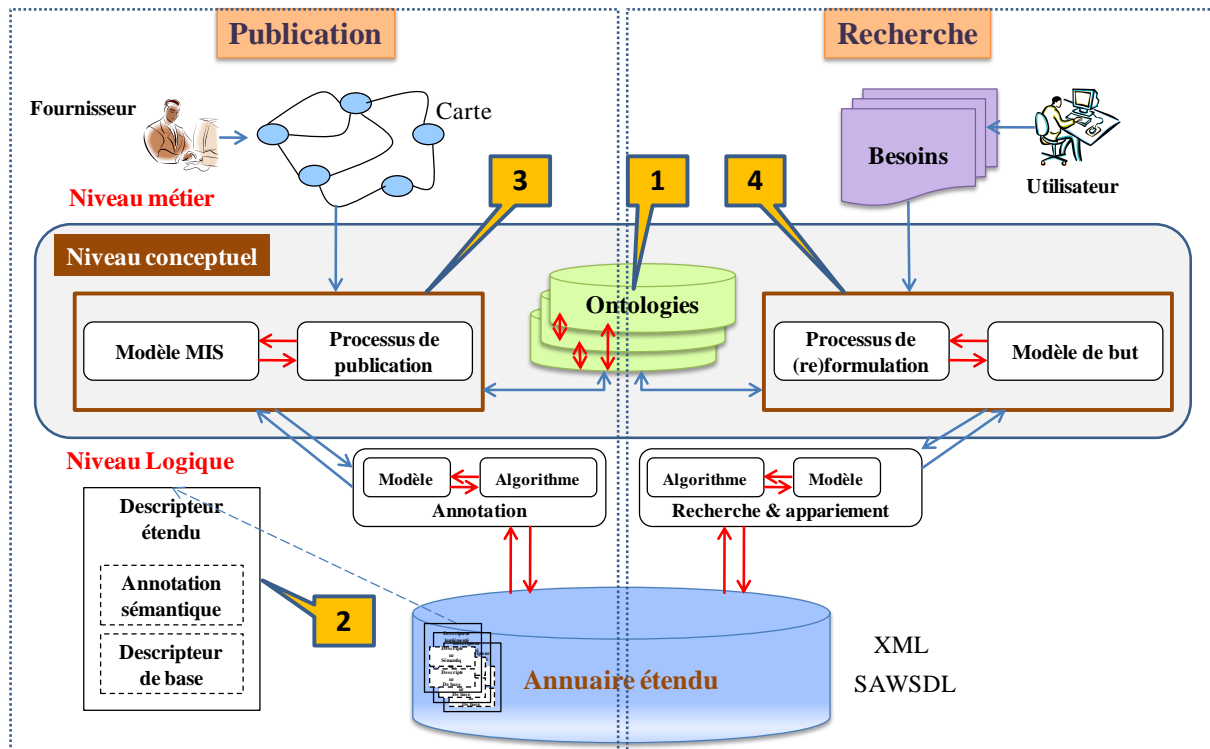 Publication
Recherche
Fournisseur
Carte
Besoins
Utilisateur
Niveau métier
3
1
4
Niveau conceptuel
Ontologies
Modèle MIS
Processus de
publication
Processus de
(re)formulation
Modèle de but
Niveau Logique
Modèle
Algorithme
Annotation
Algorithme
Modèle
Recherche & appariement
Descripteur
étendu
Annotation
sémantique
Descripteur
de base
2
Annuaire étendu
XML
SAWSDL